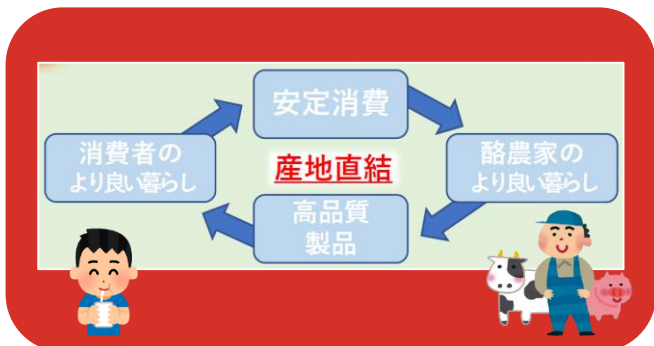 安定消費
消費者の
より良い暮らし
産地直結
酪農家の
より良い暮らし
高品質
製品